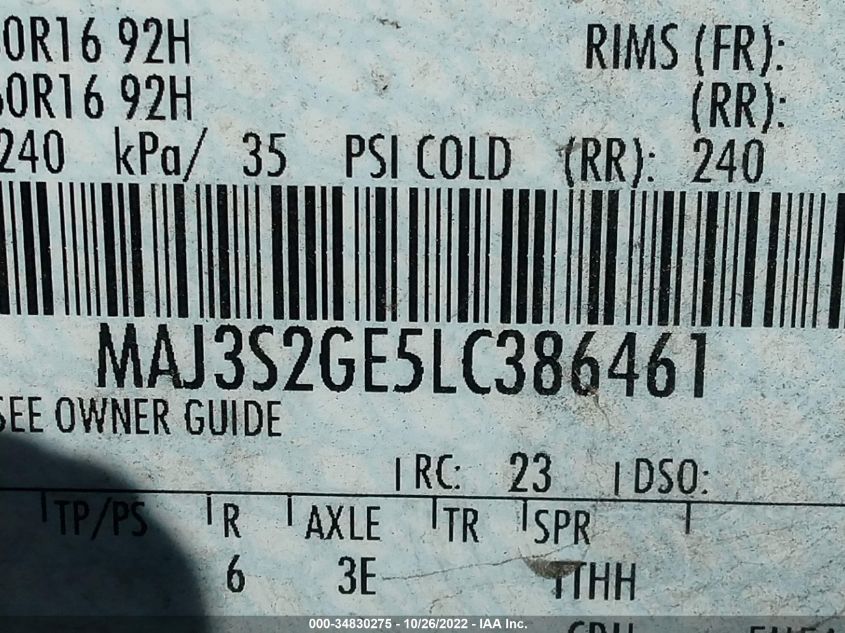 0R16 92H RIMS (FR):
60R16 92H (RR):
240 kPa/ 35 PSI COLD (RR): 240
MAJ3S2GE5LC386461
SEE OWNER GUIDE
RC: 23 DSO:
TP/PS R AXLE TR SPR
6 3E TTHH
000-34830275 - 10/26/2022 - IAA Inc.